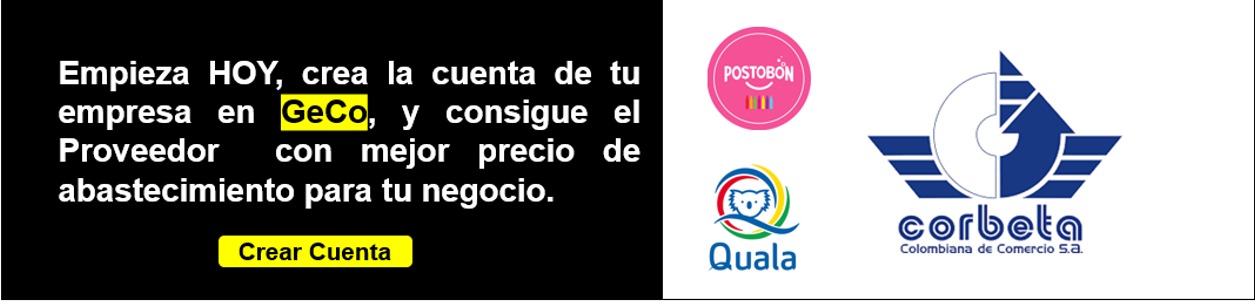 Empieza HOY, crea la cuenta de tu
empresa en GeCo, y consigue el
Proveedor con mejor precio de
abastecimiento para tu negocio.
Crear Cuenta
POSTOBÓN
Quala
corbeta
Colombiana de Comercio S.a.